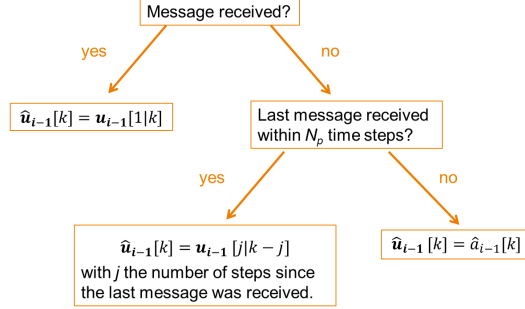 Message received?
yes
no
û_{i−1}[k] = u_{i−1}[1|k]
Last message received
within N_p time steps?
yes
no
û_{i−1}[k] = u_{i−1} [j|k − j]
with j the number of steps since
the last message was received.
û_{i−1} [k] = â_{i−1}[k]